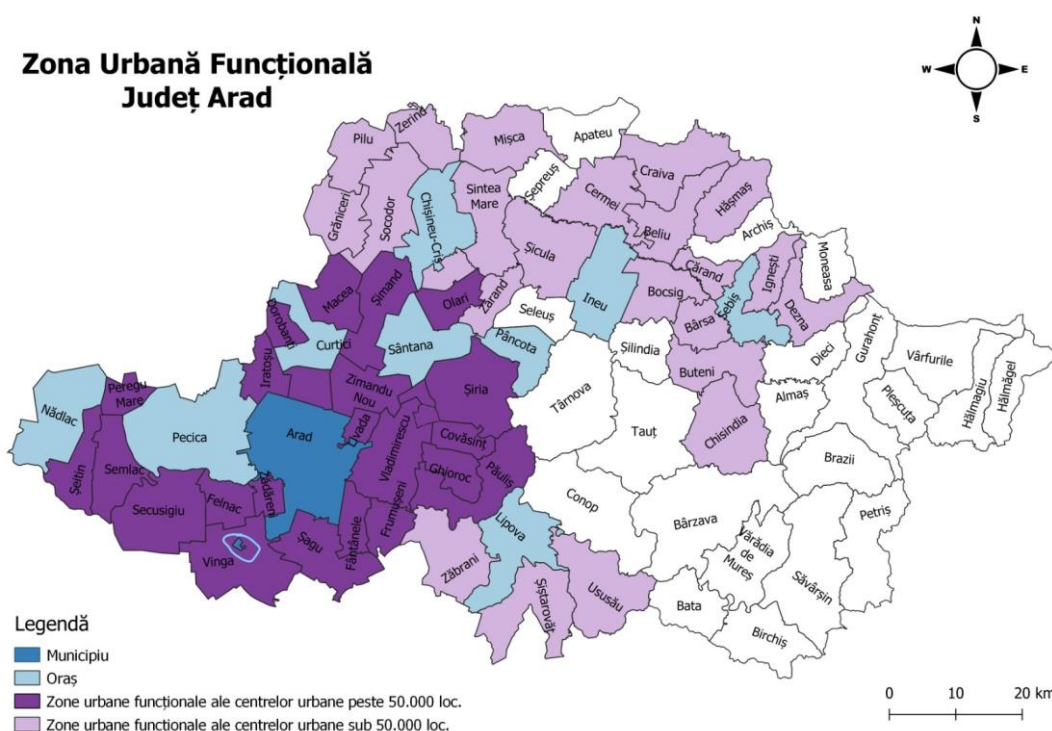 Zona Urbană Funcțională
Județ Arad
N
W
E
S
Zerind
Pilu
Mișca
Apateu
Grăniceri
Socodor
Chișineu-Criș
Sintea
Mare
Șepreuș
Cermei
Craiva
Hășmaș
Beliu
Archiș
Moneasa
Șicula
Cărand
Ignești
Macea
Șimand
Olari
Zărand
Ineu
Bocsig
Sebiș
Dezna
Dorobanti
Seleuș
Bârsa
Curtici
Sântana
Pâncota
Șilindia
Dieci
Gurahonț
Vârfurile
Iratoșu
Buteni
Hălmagiu
Hălmăgel
Peregu
Mare
Zimandu
Nou
Șiria
Târnova
Almaș
Pleșcuța
Nădlac
Pecica
Arad
Livada
Tauț
Chisindia
Vladimirescu
Covăsinț
Brazii
Șeitin
Semlac
Zădăreni
Ghioroc
Păuliș
Felnac
Conop
Petriș
Secusigiu
Frumușeni
Bârzava
Vinga
Șagu
Fântânele
Lipova
Vărădia
de
Mureș
Zăbrani
Săvârșin
Șiștarovăț
Ususău
Bata
Birchiș
Legendă
Municipiu
Oraș
Zone urbane funcționale ale centrelor urbane peste 50.000 loc.
Zone urbane funcționale ale centrelor urbane sub 50.000 loc.
0 10 20 km